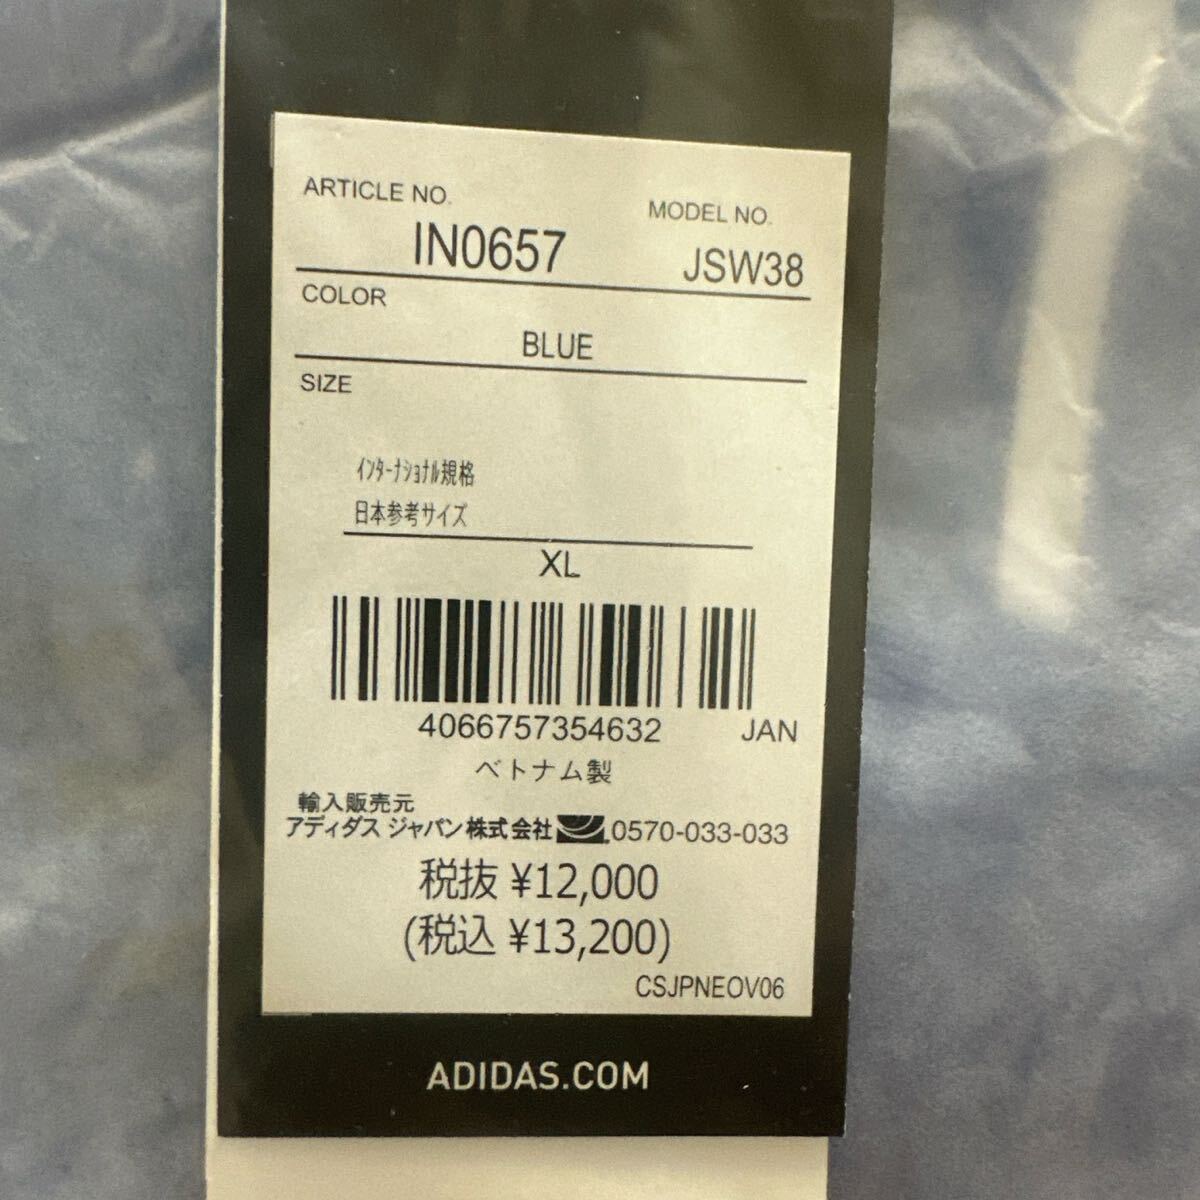 ARTICLE NO.
MODEL NO.
IN0657
JSW38
COLOR
BLUE
SIZE
インターナショナル規格
日本参考サイズ
XL
4066757354632 JAN
ベトナム製
輸入販売元
アディダス ジャパン株式会社 0570-033-033
税抜 ¥12,000
(税込 ¥13,200)
CSJPNEOV06
ADIDAS.COM